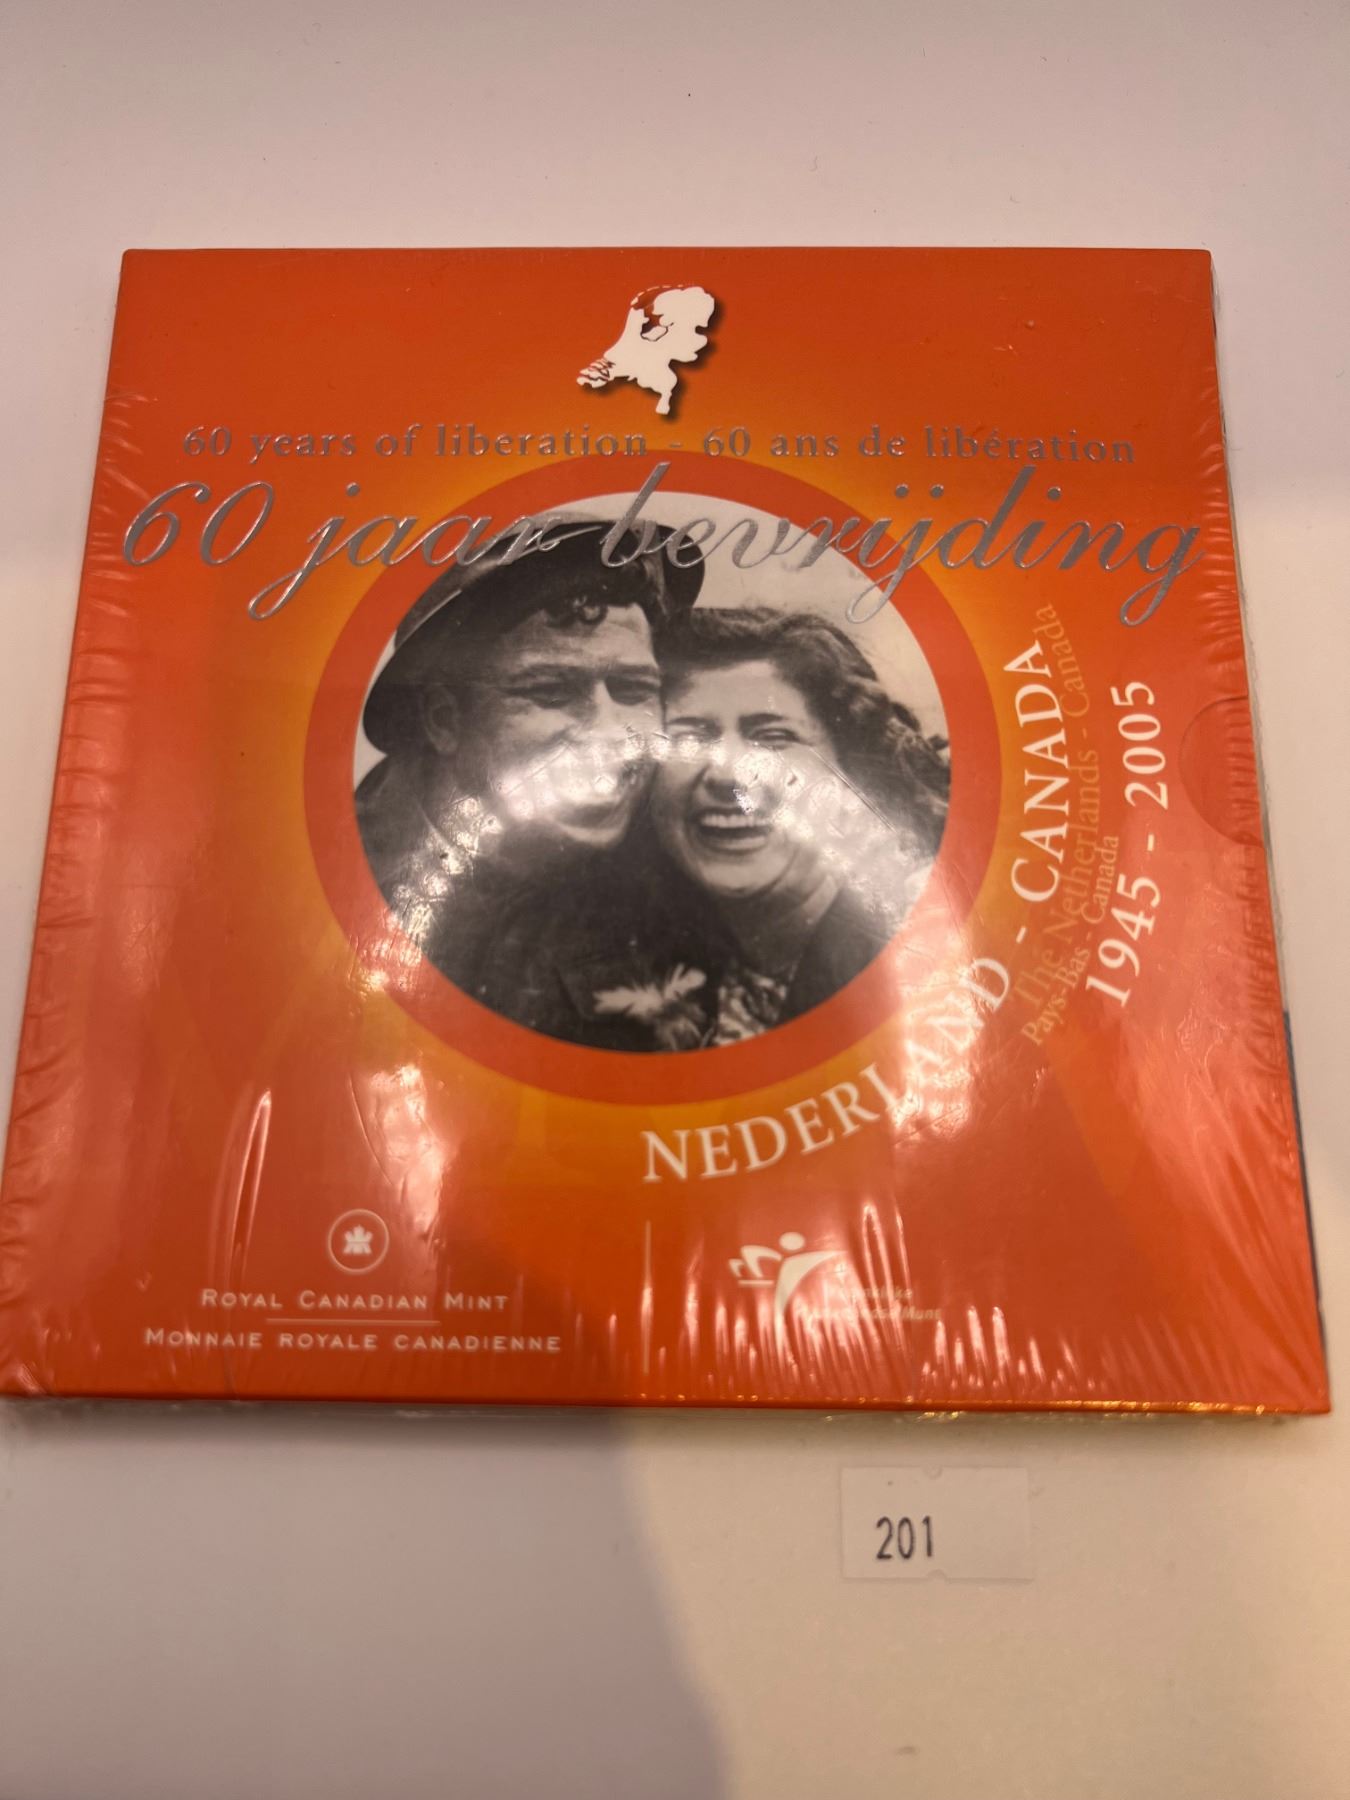 60 years of liberation - 60 ans de libération
60 jaar bevrijding
NEDERLAND - CANADA
The Netherlands - Canada
Pays-Bas - Canada
1945 - 2005
ROYAL CANADIAN MINT
MONNAIE ROYALE CANADIENNE
201